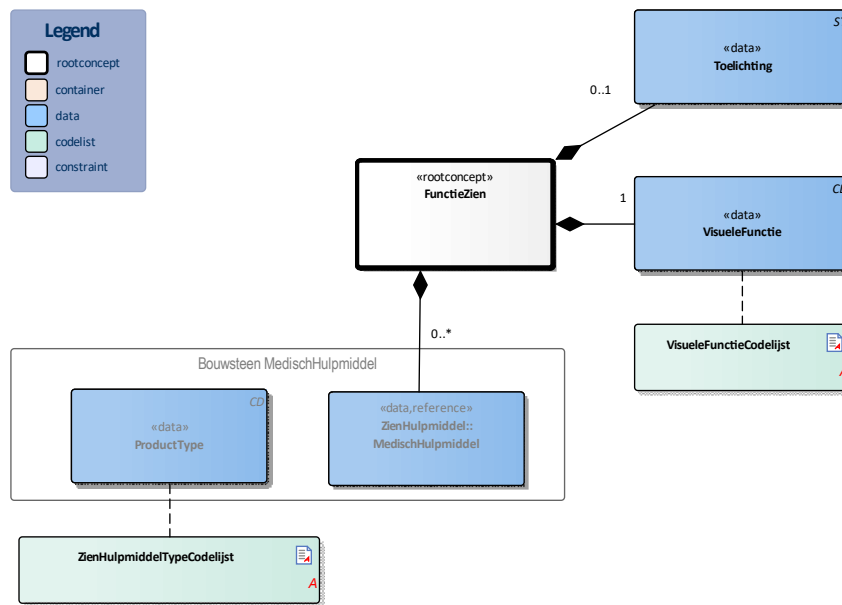 Legend
rootconcept
container
data
codelist
constraint
«data»
Toelichting
0..1
«rootconcept»
FunctieZien
1
«data»
VisueleFunctie
0..*
VisueleFunctieCodelijst
Bouwsteen MedischHulpmiddel
CD
«data»
ProductType
«data,reference»
ZienHulpmiddel::
MedischHulpmiddel
ZienHulpmiddelTypeCodelijst
A